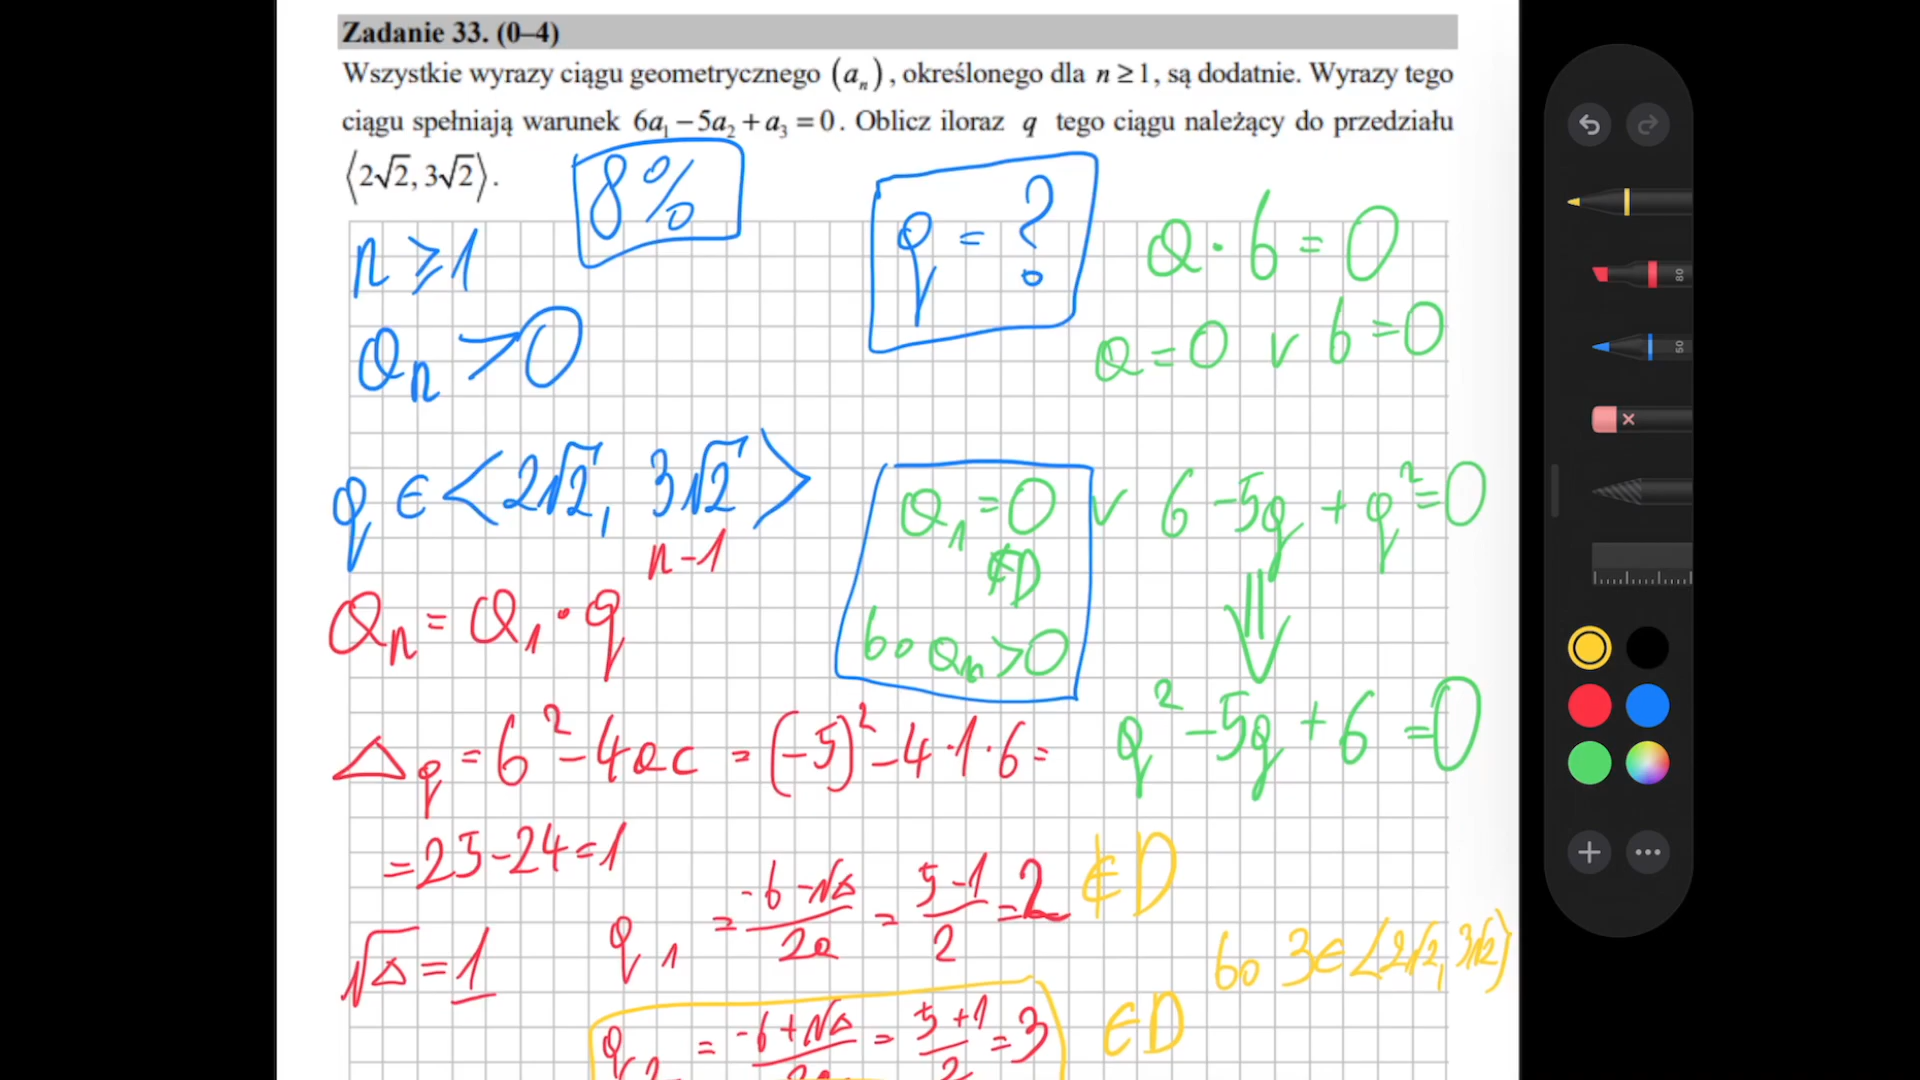 Zadanie 33. (0–4)
Wszystkie wyrazy ciągu geometrycznego (aₙ), określonego dla n ≥ 1, są dodatnie. Wyrazy tego
ciągu spełniają warunek 6a₁ − 5a₂ + a₃ = 0. Oblicz iloraz q tego ciągu należący do przedziału
⟨2√2, 3√2⟩.
8%
q = ?
n ≥ 1
aₙ > 0
a · b = 0
a = 0 v b = 0
q ∈ <2√2, 3√2>
aₙ = a₁ · qⁿ⁻¹
a₁ = 0 v 6 − 5q + q² = 0
∉D
bo aₙ > 0
q² − 5q + 6 = 0
Δq = b² − 4ac = (−5)² − 4·1·6 =
= 25 − 24 = 1
√Δ = 1
q₁ = (−b − √Δ)/2a = (5 − 1)/2 = 2 ∉ D
bo 3 ∈ <2√2, 3√2>
q₂ = (−b + √Δ)/2a = (5 + 1)/2 = 3 ∈ D
80
50